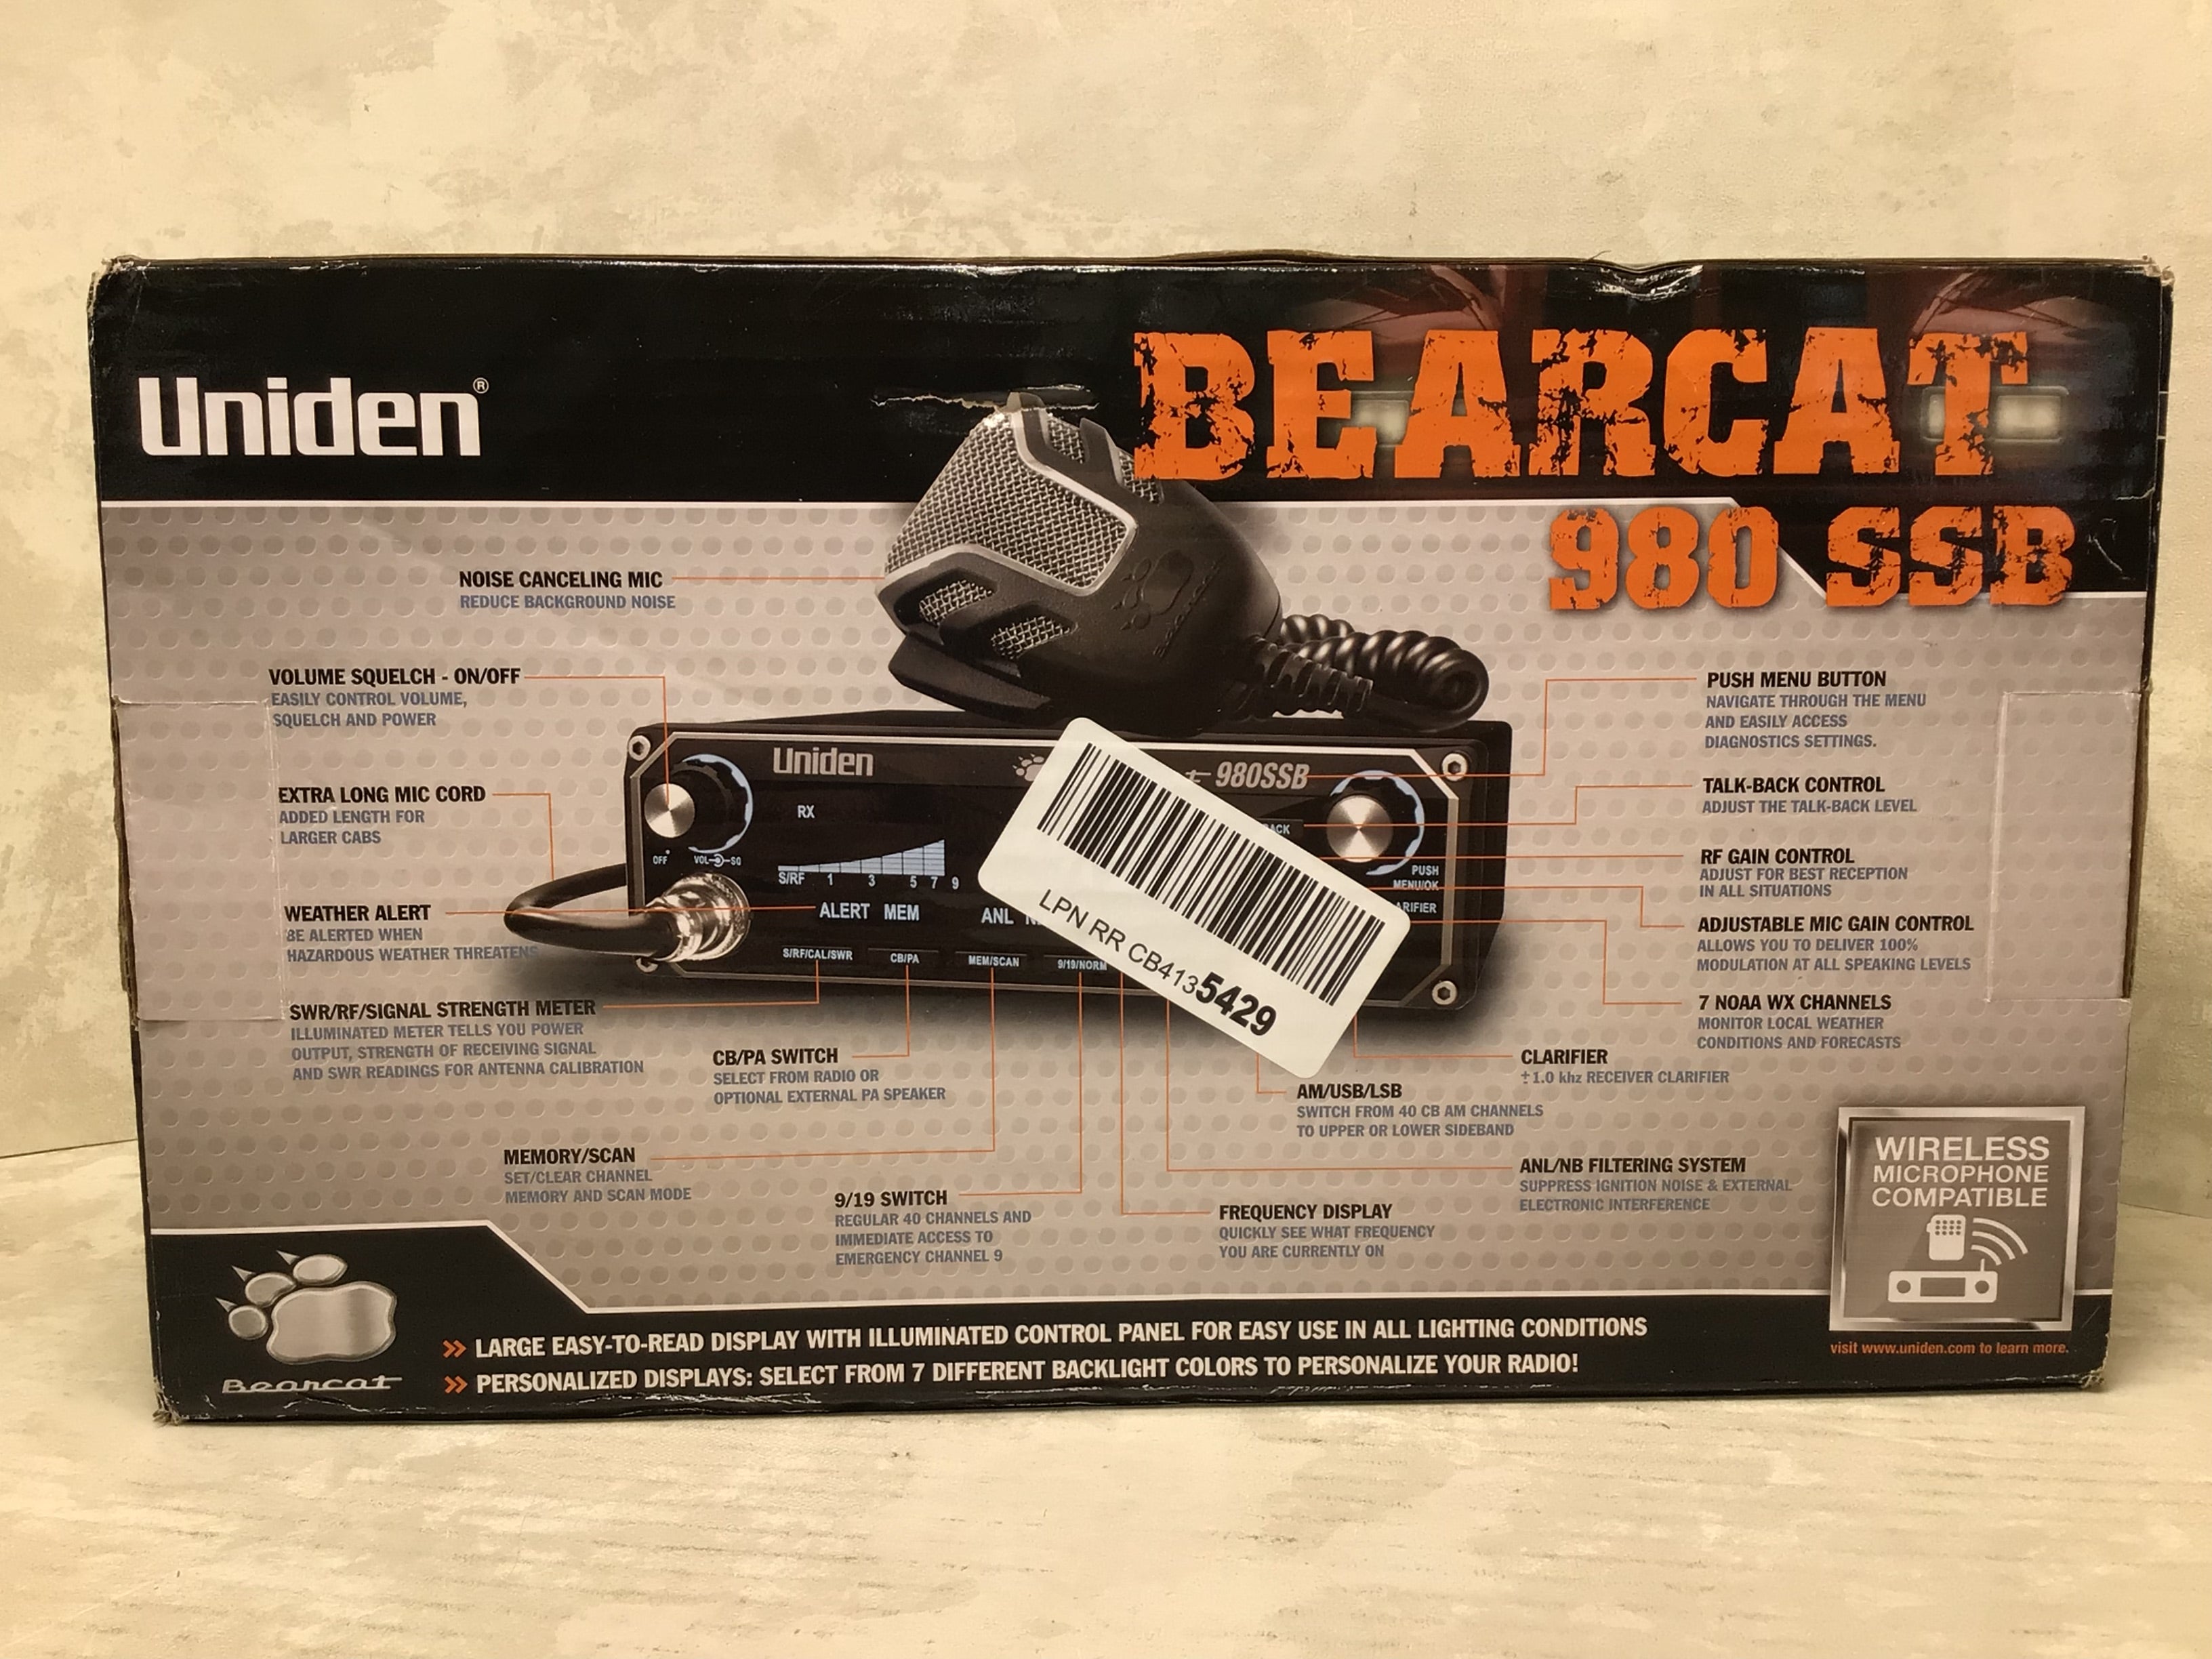 Uniden®
BEARCAT
980 SSB
NOISE CANCELING MIC
REDUCE BACKGROUND NOISE
VOLUME SQUELCH - ON/OFF
EASILY CONTROL VOLUME,
SQUELCH AND POWER
EXTRA LONG MIC CORD
ADDED LENGTH FOR
LARGER CABS
WEATHER ALERT
BE ALERTED WHEN
HAZARDOUS WEATHER THREATENS
SWR/RF/SIGNAL STRENGTH METER
ILLUMINATED METER TELLS YOU POWER
OUTPUT, STRENGTH OF RECEIVING SIGNAL
AND SWR READINGS FOR ANTENNA CALIBRATION
Uniden
980SSB
RX
OFF
VOL
SQ
S/RF 1 3 5 7 9
ALERT MEM ANL
S/RF/CAL/SWR CB/PA MEM/SCAN 9/19/NORM
PUSH
MENU/OK
LPN RR CB4135429
PUSH MENU BUTTON
NAVIGATE THROUGH THE MENU
AND EASILY ACCESS
DIAGNOSTICS SETTINGS.
TALK-BACK CONTROL
ADJUST THE TALK-BACK LEVEL
RF GAIN CONTROL
ADJUST FOR BEST RECEPTION
IN ALL SITUATIONS
ADJUSTABLE MIC GAIN CONTROL
ALLOWS YOU TO DELIVER 100%
MODULATION AT ALL SPEAKING LEVELS
7 NOAA WX CHANNELS
MONITOR LOCAL WEATHER
CONDITIONS AND FORECASTS
CB/PA SWITCH
SELECT FROM RADIO OR
OPTIONAL EXTERNAL PA SPEAKER
CLARIFIER
±1.0 khz RECEIVER CLARIFIER
AM/USB/LSB
SWITCH FROM 40 CB AM CHANNELS
TO UPPER OR LOWER SIDEBAND
MEMORY/SCAN
SET/CLEAR CHANNEL
MEMORY AND SCAN MODE
9/19 SWITCH
REGULAR 40 CHANNELS AND
IMMEDIATE ACCESS TO
EMERGENCY CHANNEL 9
FREQUENCY DISPLAY
QUICKLY SEE WHAT FREQUENCY
YOU ARE CURRENTLY ON
ANL/NB FILTERING SYSTEM
SUPPRESS IGNITION NOISE & EXTERNAL
ELECTRONIC INTERFERENCE
WIRELESS
MICROPHONE
COMPATIBLE
visit www.uniden.com to learn more.
Bearcat
>> LARGE EASY-TO-READ DISPLAY WITH ILLUMINATED CONTROL PANEL FOR EASY USE IN ALL LIGHTING CONDITIONS
>> PERSONALIZED DISPLAYS: SELECT FROM 7 DIFFERENT BACKLIGHT COLORS TO PERSONALIZE YOUR RADIO!